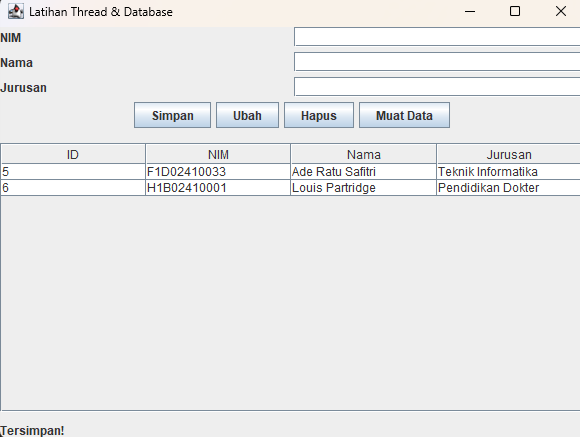 Latihan Thread & Database
NIM
Nama
Jurusan
Simpan Ubah Hapus Muat Data
ID NIM Nama Jurusan
5 F1D02410033 Ade Ratu Safitri Teknik Informatika
6 H1B02410001 Louis Partridge Pendidikan Dokter
Tersimpan!